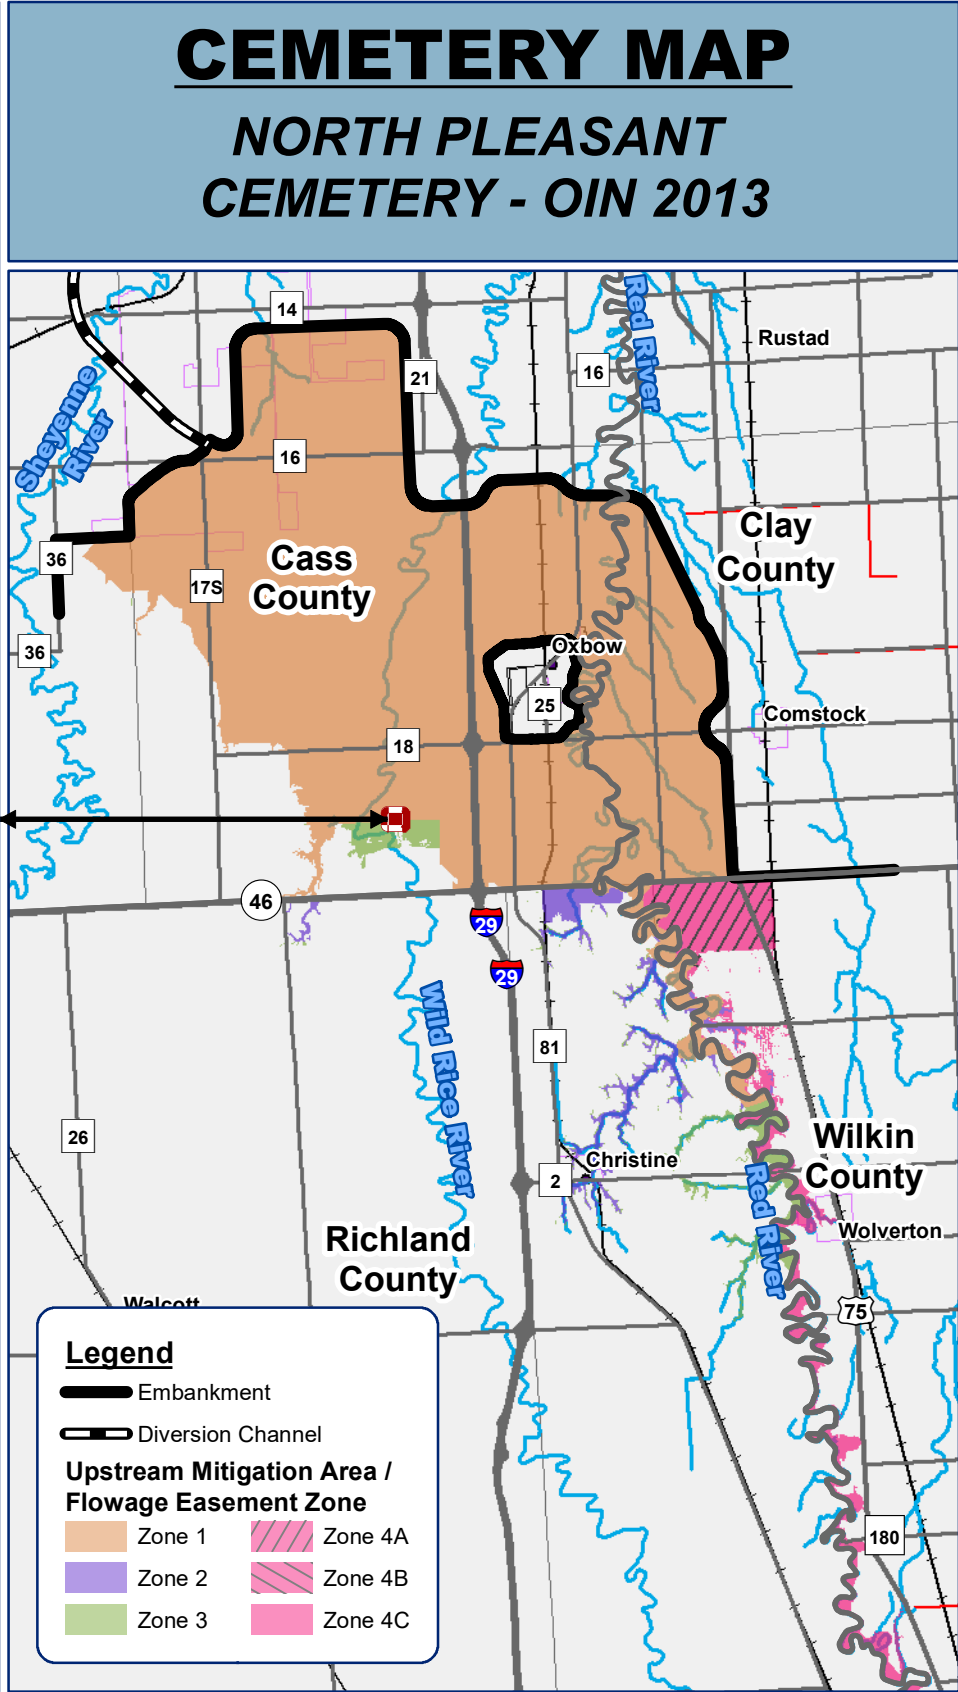 CEMETERY MAP
NORTH PLEASANT
CEMETERY - OIN 2013
14
Red River
Rustad
21
16
Sheyenne
River
16
Clay
County
Cass
County
36
17S
36
Oxbow
25
Comstock
18
46
29
29
Wild Rice River
81
26
Wilkin
County
Christine
2
Red River
Wolverton
Richland
County
Walcott
75
180
Legend
Embankment
Diversion Channel
Upstream Mitigation Area /
Flowage Easement Zone
Zone 1
Zone 4A
Zone 2
Zone 4B
Zone 3
Zone 4C